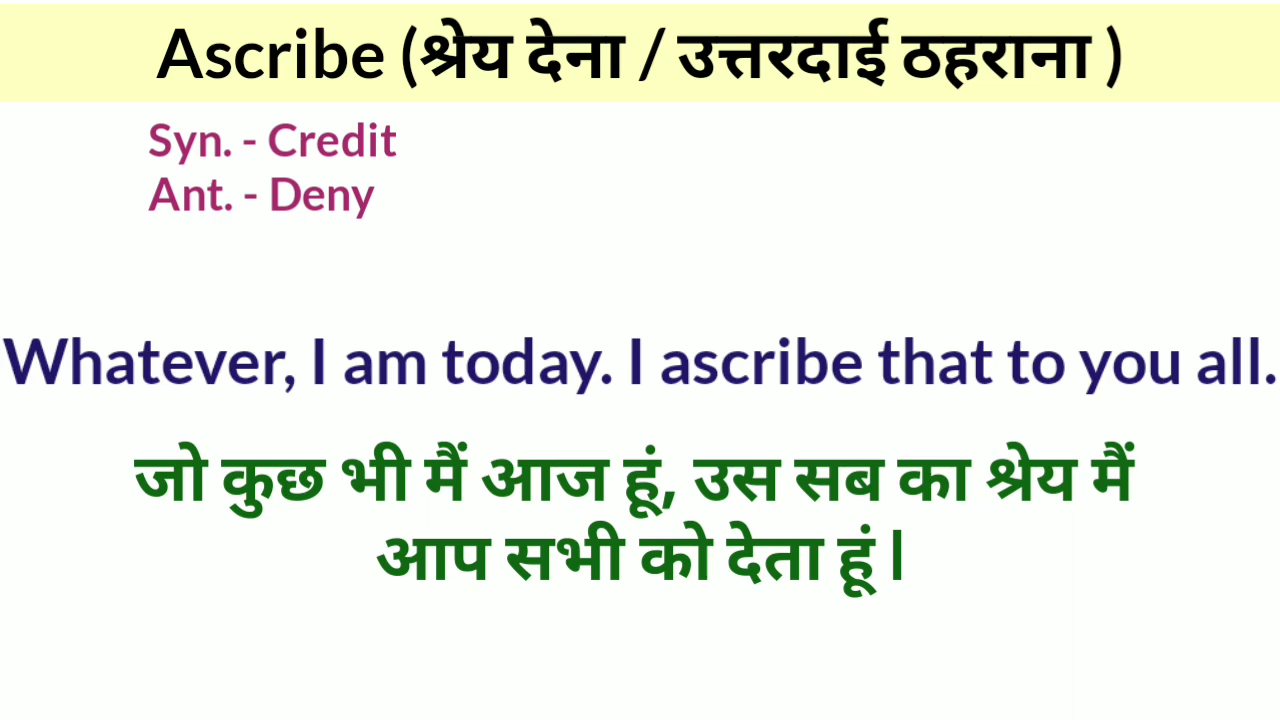 Ascribe (श्रेय देना / उत्तरदाई ठहराना )
Syn. - Credit
Ant. - Deny
Whatever, I am today. I ascribe that to you all.
जो कुछ भी मैं आज हूं, उस सब का श्रेय मैं
आप सभी को देता हूं l